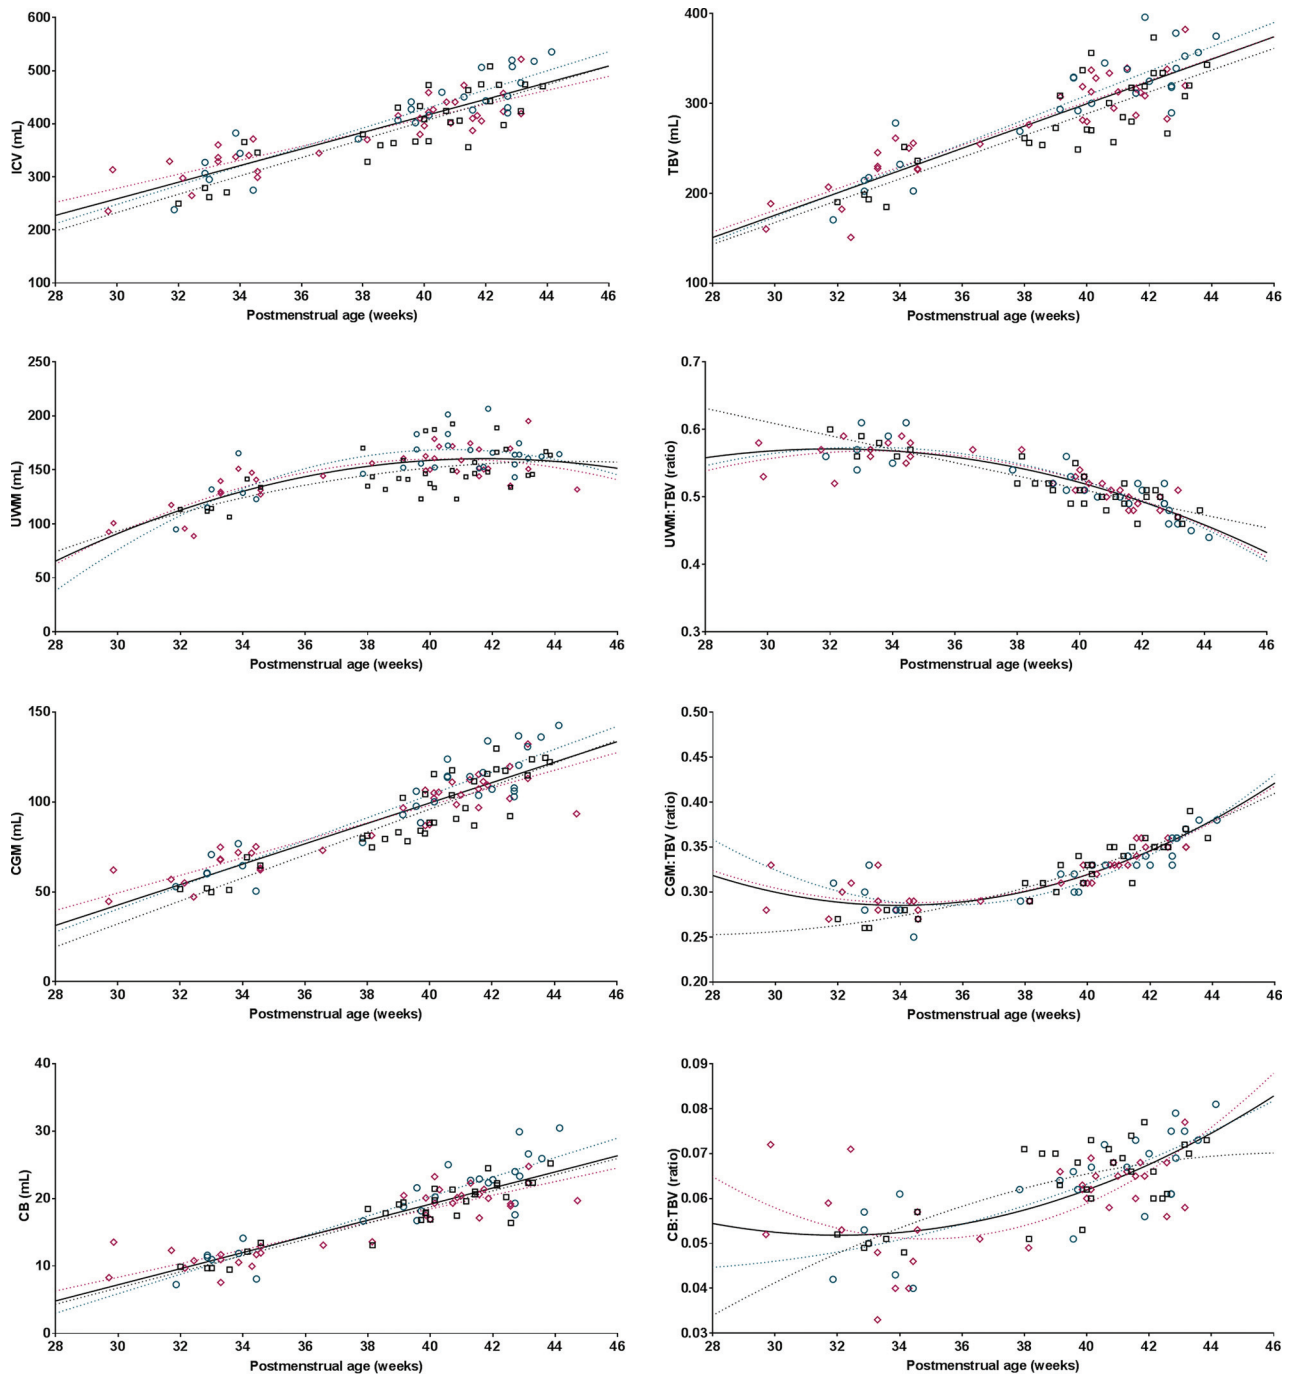 600
500
400
300
200
100
ICV (mL)
28 30 32 34 36 38 40 42 44 46
Postmenstrual age (weeks)
400
300
200
100
TBV (mL)
28 30 32 34 36 38 40 42 44 46
Postmenstrual age (weeks)
250
200
150
100
50
0
UWM (mL)
28 30 32 34 36 38 40 42 44 46
Postmenstrual age (weeks)
0.7
0.6
0.5
0.4
0.3
UWM:TBV (ratio)
28 30 32 34 36 38 40 42 44 46
Postmenstrual age (weeks)
150
100
50
0
CGM (mL)
28 30 32 34 36 38 40 42 44 46
Postmenstrual age (weeks)
0.50
0.45
0.40
0.35
0.30
0.25
0.20
CGM:TBV (ratio)
28 30 32 34 36 38 40 42 44 46
Postmenstrual age (weeks)
40
30
20
10
0
CB (mL)
28 30 32 34 36 38 40 42 44 46
Postmenstrual age (weeks)
0.09
0.08
0.07
0.06
0.05
0.04
0.03
CB:TBV (ratio)
28 30 32 34 36 38 40 42 44 46
Postmenstrual age (weeks)